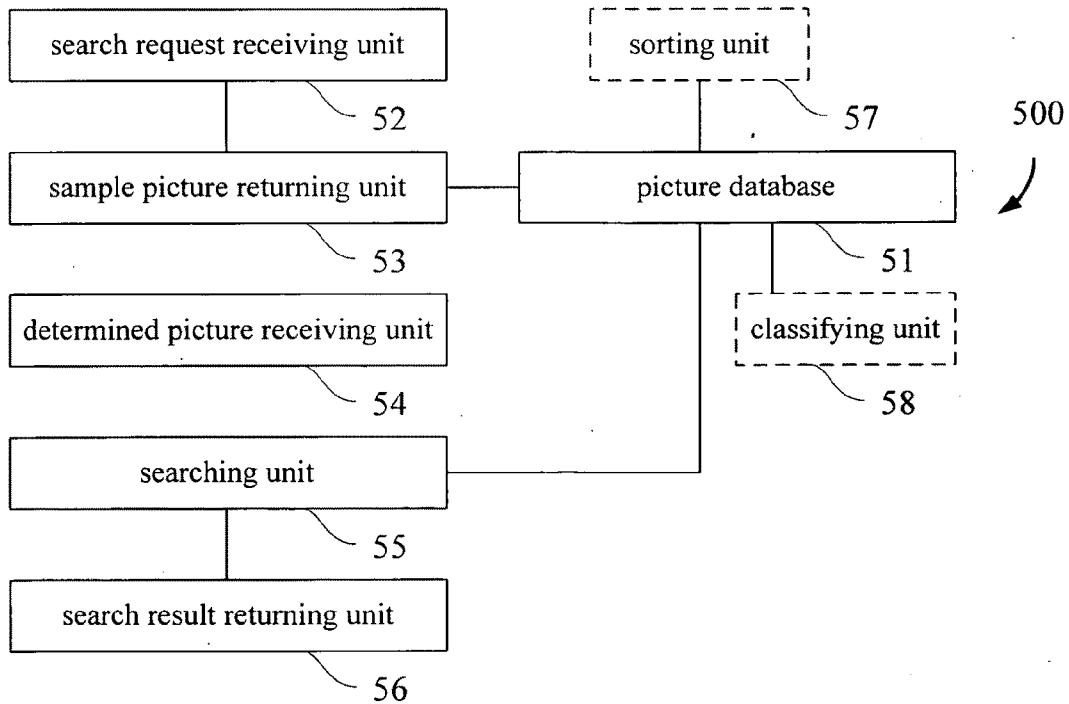 search request receiving unit
52
sorting unit
57
500
sample picture returning unit
53
picture database
51
determined picture receiving unit
54
classifying unit
58
searching unit
55
search result returning unit
56